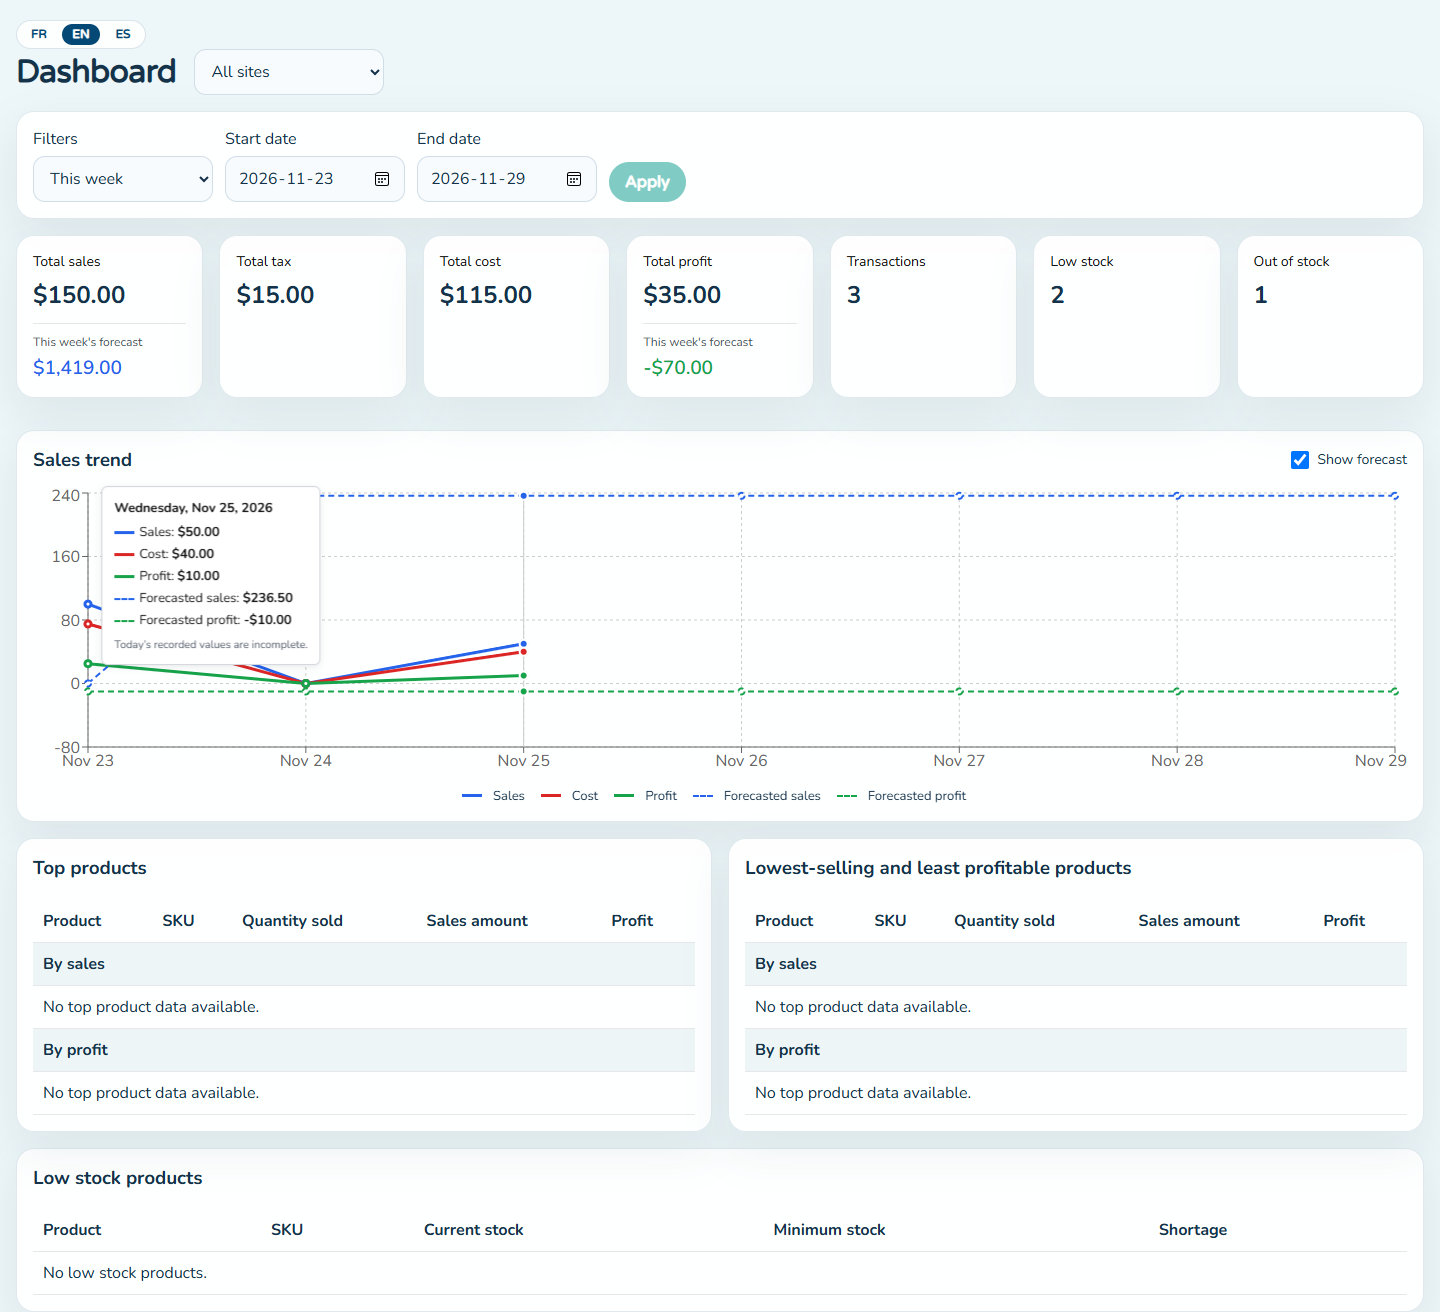 FR EN ES
Dashboard All sites
Filters Start date End date
This week 2026-11-23 2026-11-29 Apply
Total sales Total tax Total cost Total profit Transactions Low stock Out of stock
$150.00 $15.00 $115.00 $35.00 3 2 1
This week's forecast This week's forecast
$1,419.00 -$70.00
Sales trend Show forecast
240
160
80
0
-80
Wednesday, Nov 25, 2026
Sales: $50.00
Cost: $40.00
Profit: $10.00
Forecasted sales: $236.50
Forecasted profit: -$10.00
Today's recorded values are incomplete.
Nov 23 Nov 24 Nov 25 Nov 26 Nov 27 Nov 28 Nov 29
Sales Cost Profit Forecasted sales Forecasted profit
Top products
Product SKU Quantity sold Sales amount Profit
By sales
No top product data available.
By profit
No top product data available.
Lowest-selling and least profitable products
Product SKU Quantity sold Sales amount Profit
By sales
No top product data available.
By profit
No top product data available.
Low stock products
Product SKU Current stock Minimum stock Shortage
No low stock products.